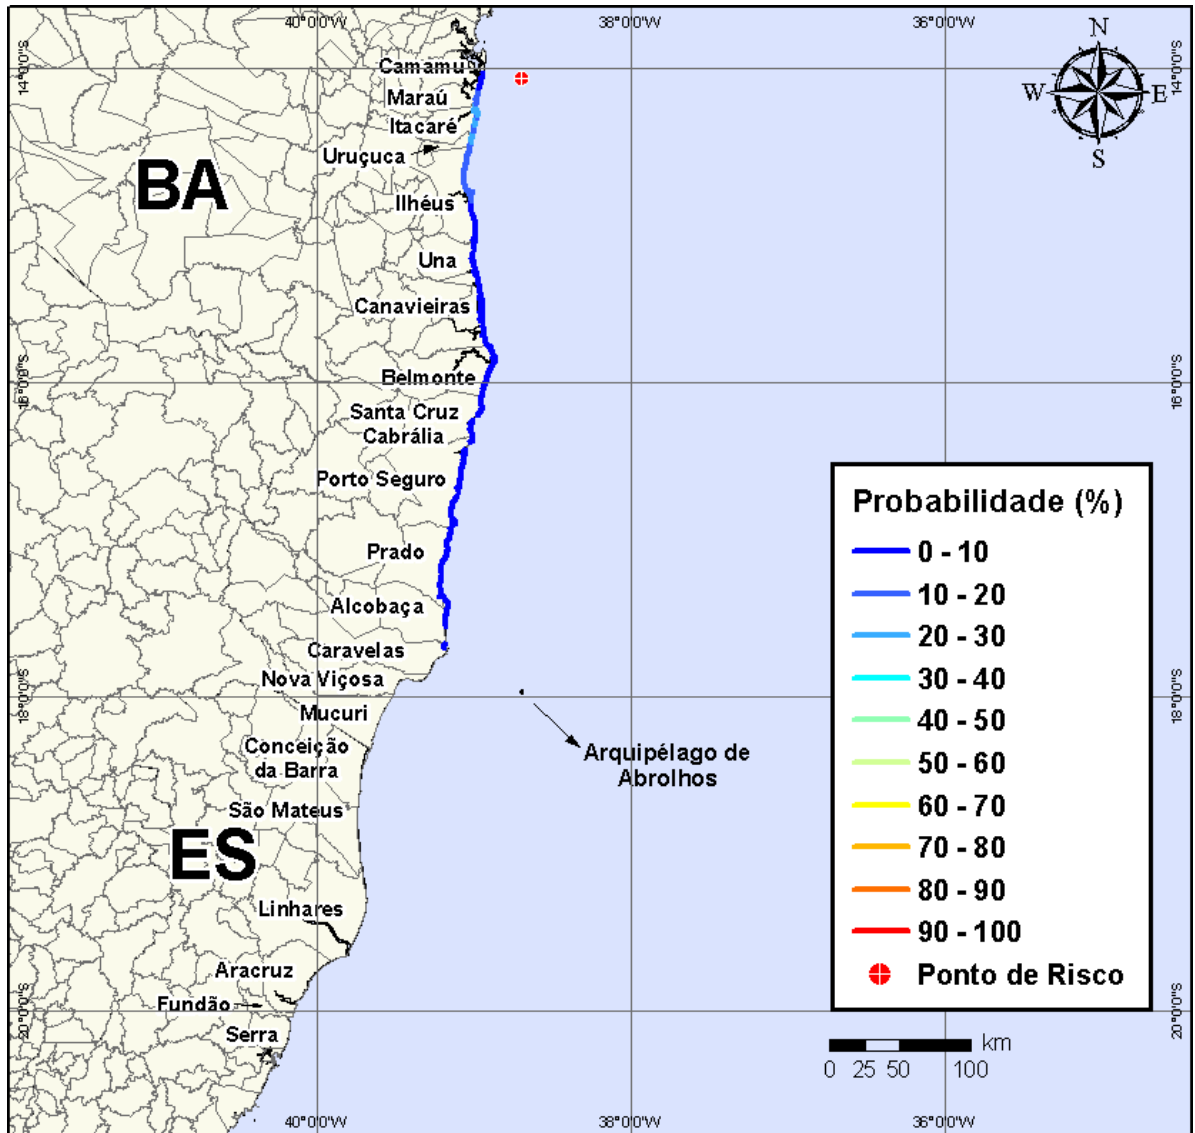 40°0'0"W
38°0'0"W
36°0'0"W
N
W
E
S
14°0'0"S
14°0'0"S
Camamu
Maraú
Itacaré
Uruçuca
BA
Ilhéus
Una
Canavieiras
Belmonte
16°0'0"S
16°0'0"S
Santa Cruz
Cabrália
Porto Seguro
Prado
Alcobaça
Caravelas
Nova Viçosa
18°0'0"S
18°0'0"S
Mucuri
Conceição
da Barra
Arquipélago de
Abrolhos
São Mateus
ES
Linhares
Aracruz
Fundão
20°0'0"S
20°0'0"S
Serra
Probabilidade (%)
0 - 10
10 - 20
20 - 30
30 - 40
40 - 50
50 - 60
60 - 70
70 - 80
80 - 90
90 - 100
Ponto de Risco
km
0 25 50 100
40°0'0"W
38°0'0"W
36°0'0"W